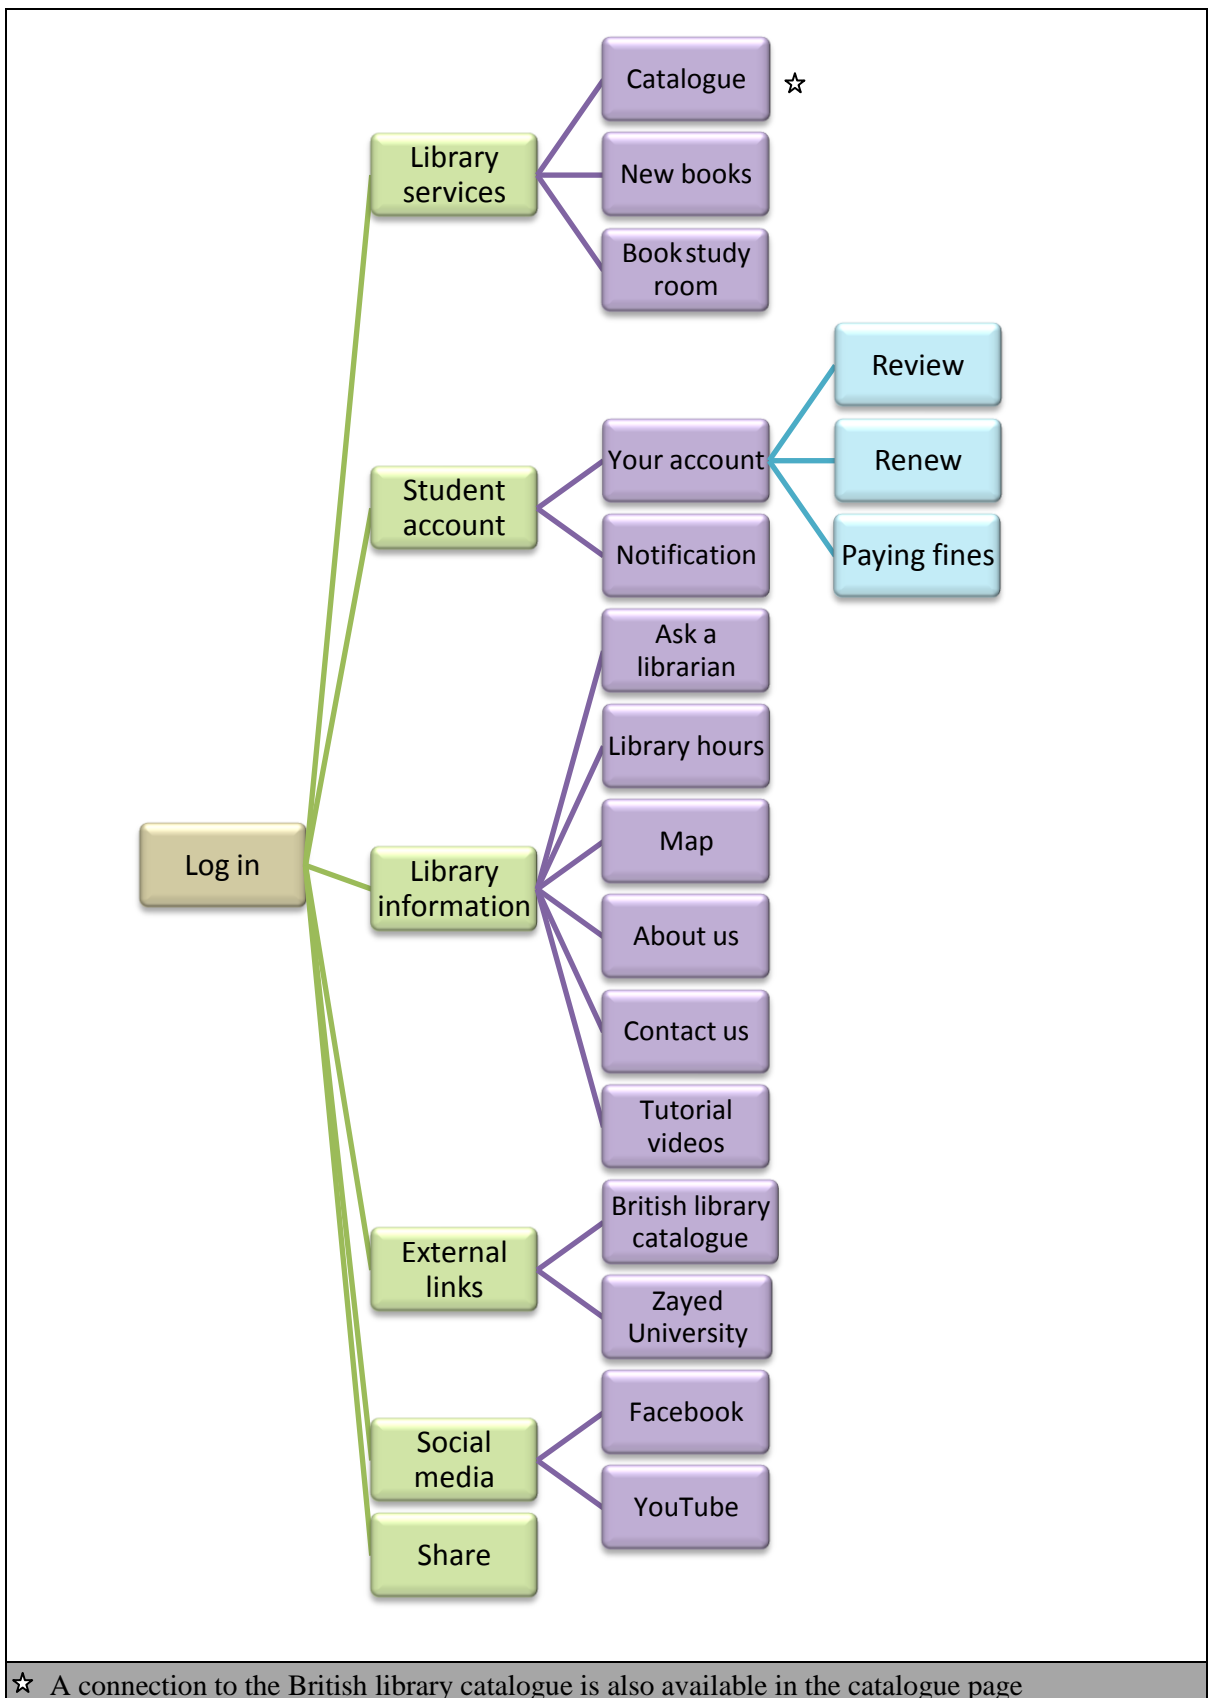 Catalogue
Library
services
New books
Book study
room
Review
Your account
Renew
Student
account
Notification
Paying fines
Ask a
librarian
Library hours
Map
Log in
Library
information
About us
Contact us
Tutorial
videos
British library
catalogue
External
links
Zayed
University
Facebook
Social
media
YouTube
Share
☆ A connection to the British library catalogue is also available in the catalogue page